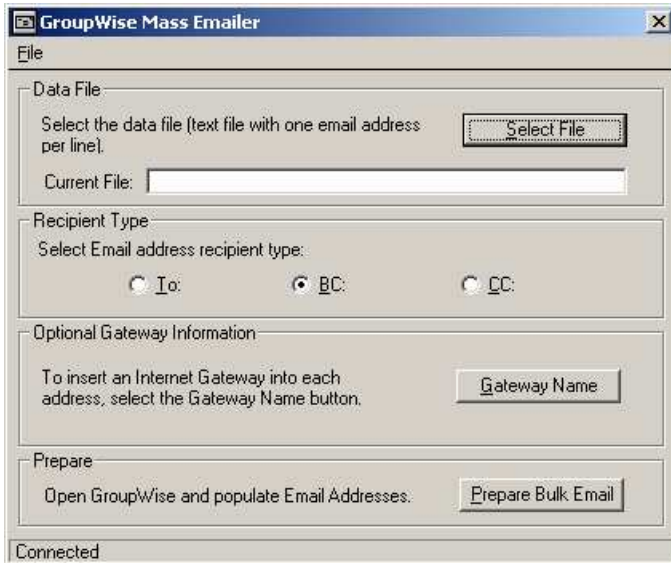 GroupWise Mass Emailer
File
Data File
Select the data file (text file with one email address
per line).
Select File
Current File:
Recipient Type
Select Email address recipient type:
To:
BC:
CC:
Optional Gateway Information
To insert an Internet Gateway into each
address, select the Gateway Name button.
Gateway Name
Prepare
Open GroupWise and populate Email Addresses.
Prepare Bulk Email
Connected